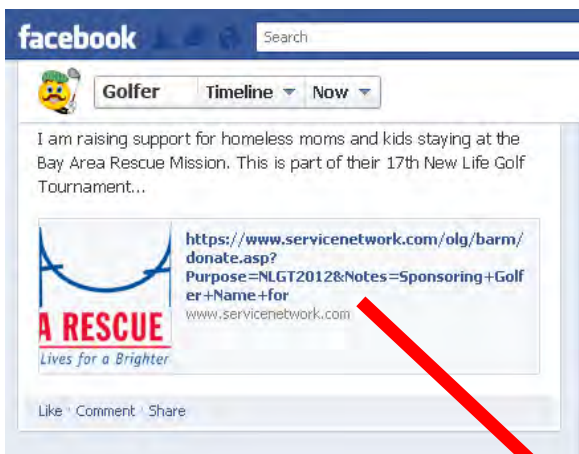 facebook
Search
Golfer Timeline Now
I am raising support for homeless moms and kids staying at the
Bay Area Rescue Mission. This is part of their 17th New Life Golf
Tournament...
https://www.servicenetwork.com/olg/barm/
donate.asp?
Purpose=NLGT2012&Notes=Sponsoring+Golf
er+Name+for
www.servicenetwork.com
A RESCUE
Lives for a Brighter
Like · Comment · Share